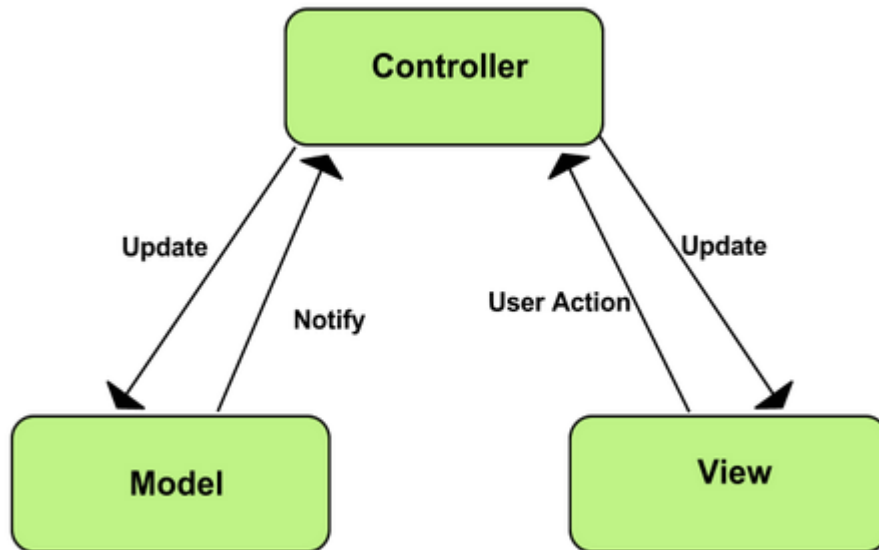 Controller
Update
Update
User Action
Notify
Model
View